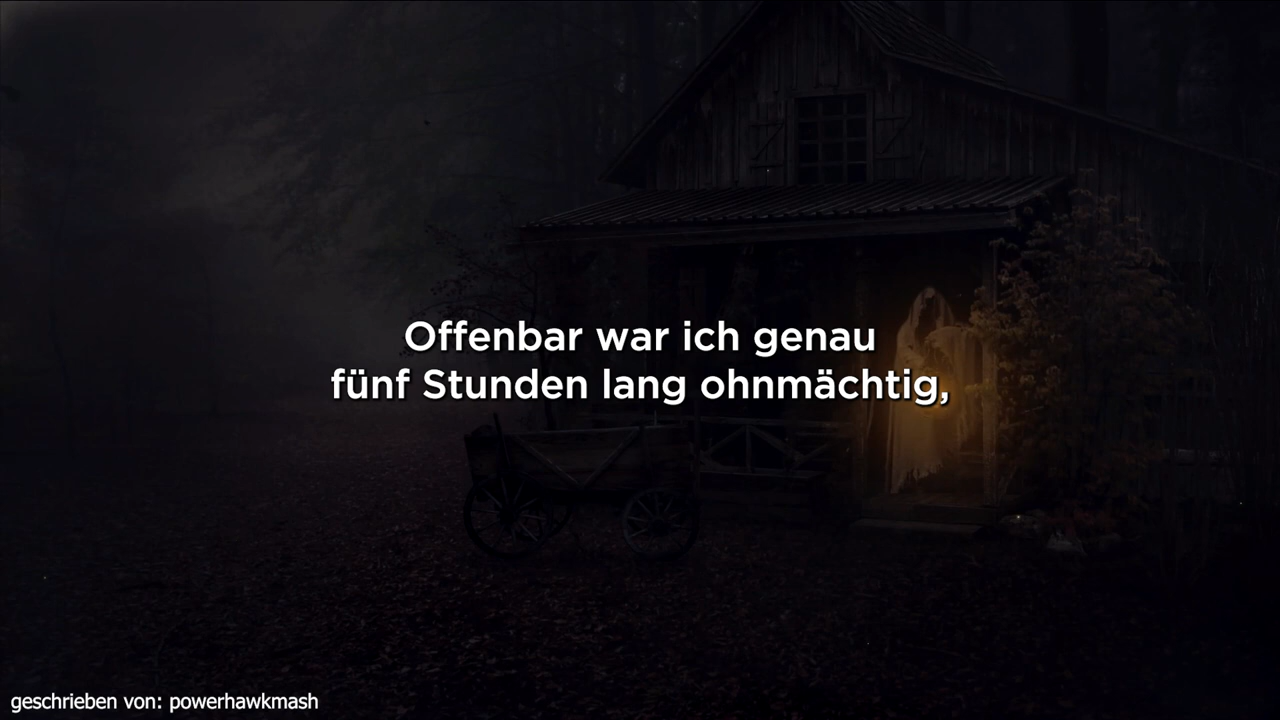 Offenbar war ich genau
fünf Stunden lang ohnmächtig,
geschrieben von: powerhawkmash